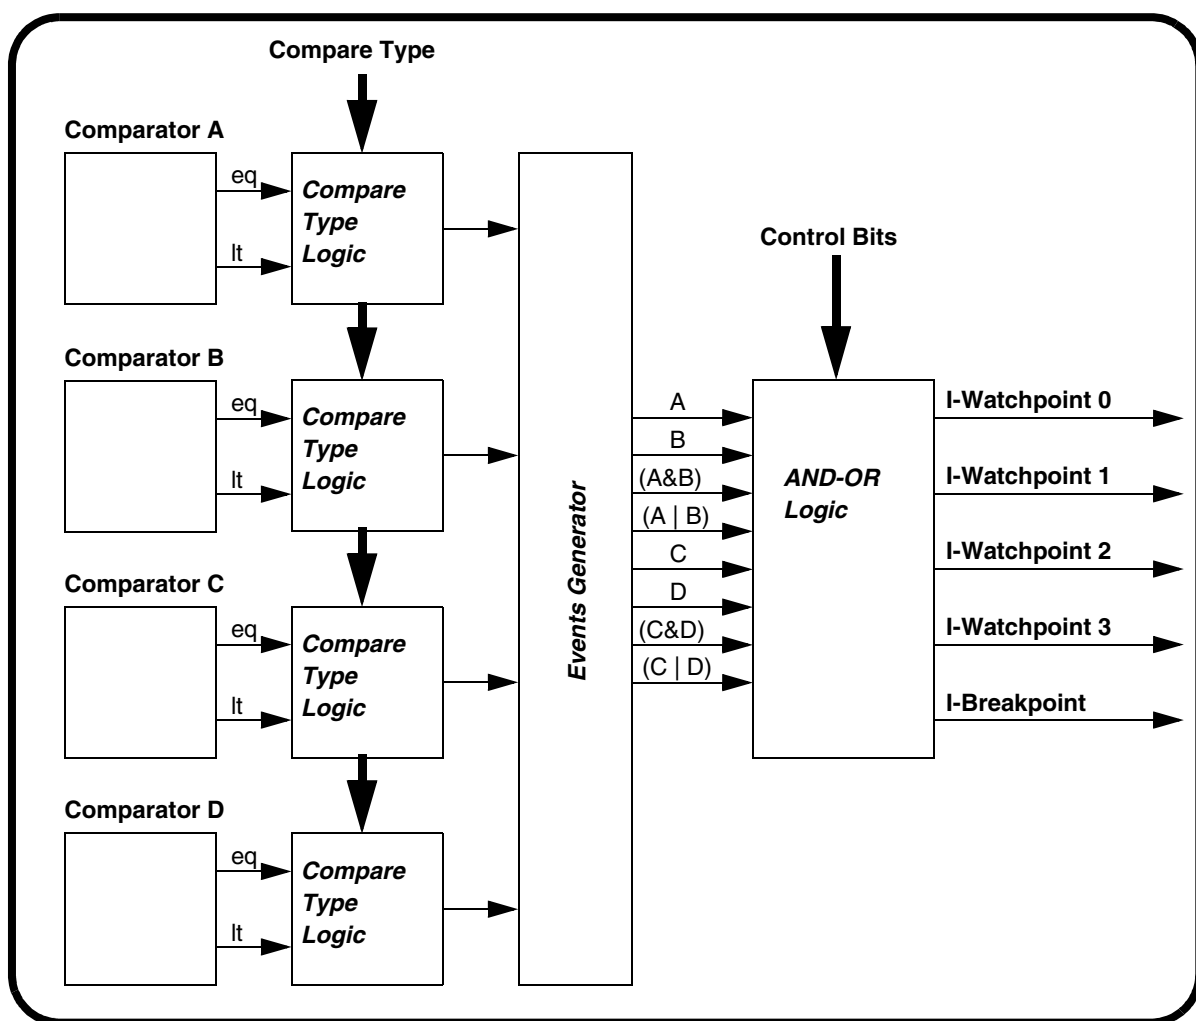 Compare Type
Comparator A
eq
lt
Compare
Type
Logic
Control Bits
Comparator B
eq
lt
Compare
Type
Logic
Events Generator
A
B
(A&B)
(A | B)
C
D
(C&D)
(C | D)
AND-OR
Logic
I-Watchpoint 0
I-Watchpoint 1
I-Watchpoint 2
I-Watchpoint 3
I-Breakpoint
Comparator C
eq
lt
Compare
Type
Logic
Comparator D
eq
lt
Compare
Type
Logic